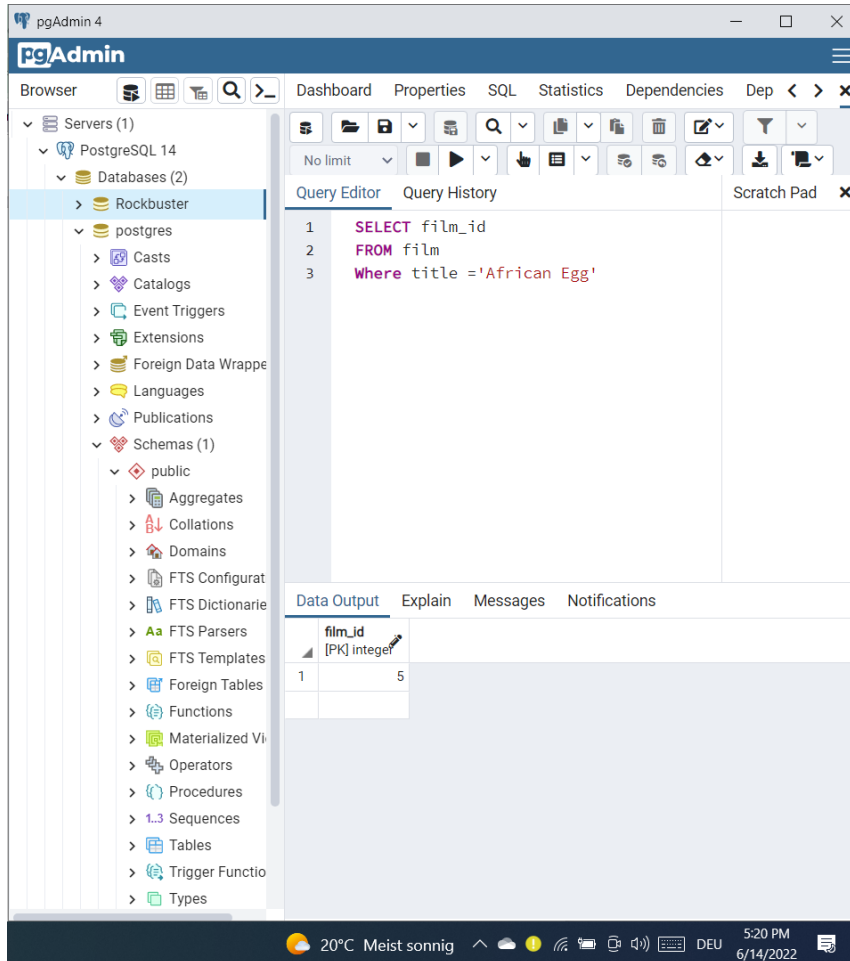 pgAdmin 4
pgAdmin
Browser
Dashboard Properties SQL Statistics Dependencies Dep
No limit
Query Editor Query History
Scratch Pad
Servers (1)
PostgreSQL 14
Databases (2)
Rockbuster
postgres
Casts
Catalogs
Event Triggers
Extensions
Foreign Data Wrappe
Languages
Publications
Schemas (1)
public
Aggregates
Collations
Domains
FTS Configurat
FTS Dictionarie
FTS Parsers
FTS Templates
Foreign Tables
Functions
Materialized Vi
Operators
Procedures
1..3 Sequences
Tables
Trigger Functio
Types
1 SELECT film_id
2 FROM film
3 Where title ='African Egg'
Data Output Explain Messages Notifications
film_id
[PK] integer
1 5
20°C Meist sonnig
DEU
5:20 PM
6/14/2022